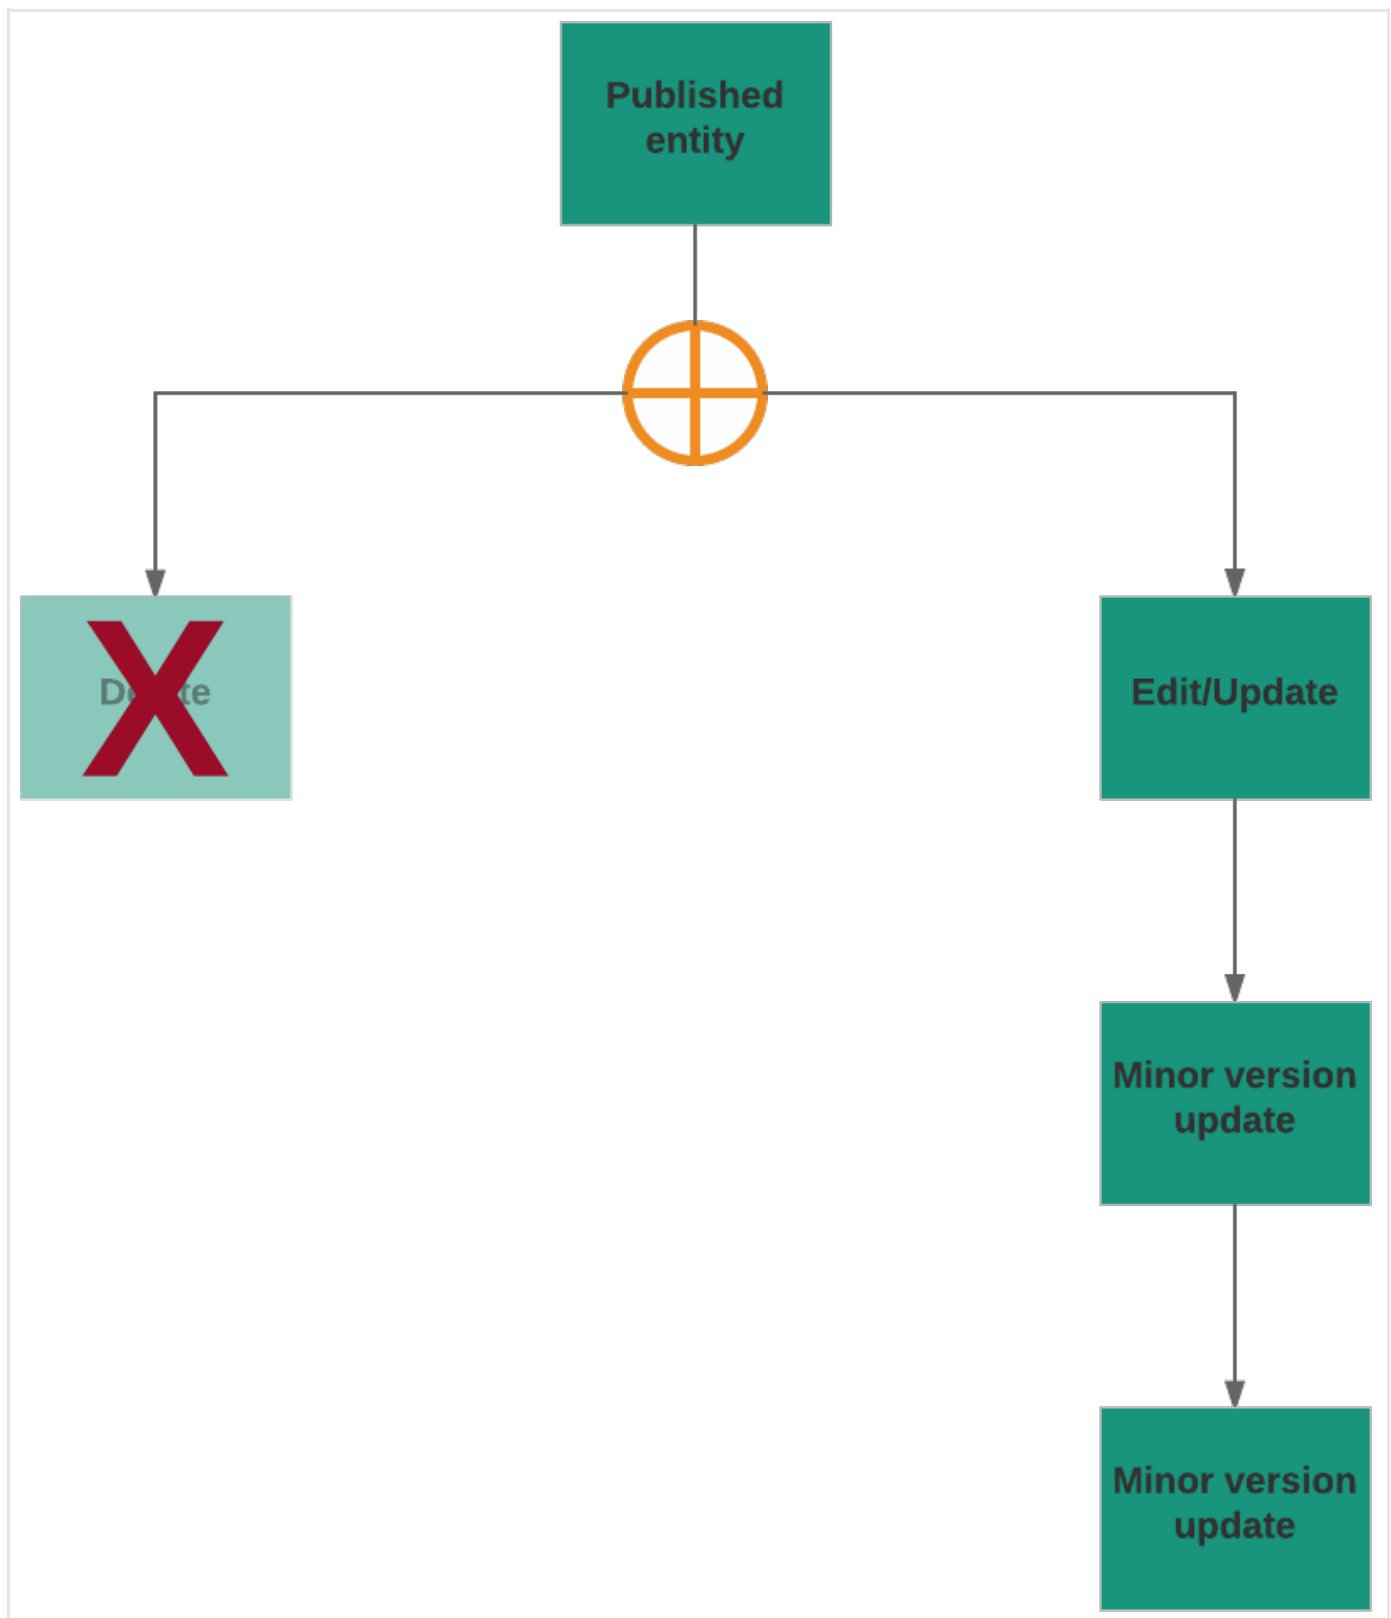 Published
entity
X
Edit/Update
Minor version
update
Minor version
update